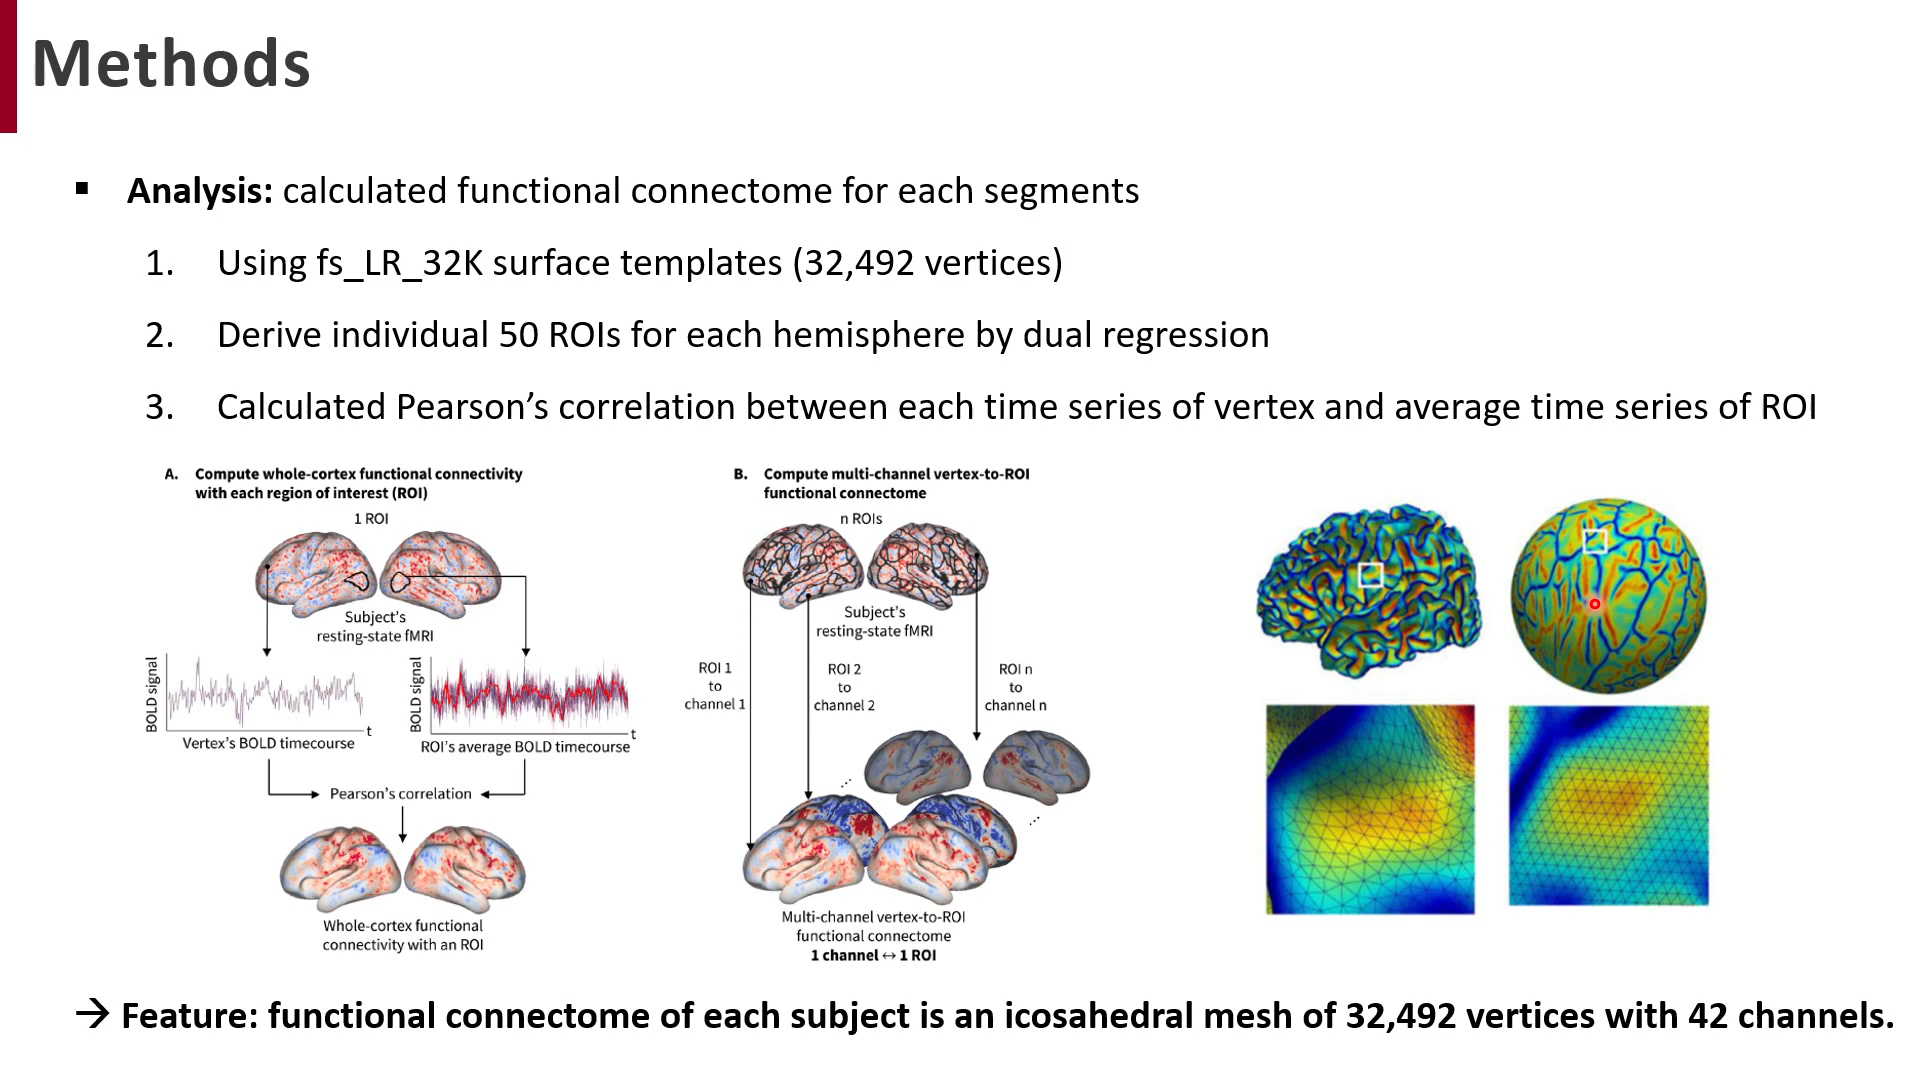 Methods
▪ Analysis: calculated functional connectome for each segments
1. Using fs_LR_32K surface templates (32,492 vertices)
2. Derive individual 50 ROIs for each hemisphere by dual regression
3. Calculated Pearson’s correlation between each time series of vertex and average time series of ROI
A. Compute whole-cortex functional connectivity
with each region of interest (ROI)
1 ROI
Subject’s
resting-state fMRI
BOLD signal
t
Vertex’s BOLD timecourse
BOLD signal
t
ROI’s average BOLD timecourse
Pearson’s correlation
Whole-cortex functional
connectivity with an ROI
B. Compute multi-channel vertex-to-ROI
functional connectome
n ROIs
Subject’s
resting-state fMRI
ROI 1
to
channel 1
ROI 2
to
channel 2
ROI n
to
channel n
...
...
Multi-channel vertex-to-ROI
functional connectome
1 channel ↔ 1 ROI
→ Feature: functional connectome of each subject is an icosahedral mesh of 32,492 vertices with 42 channels.